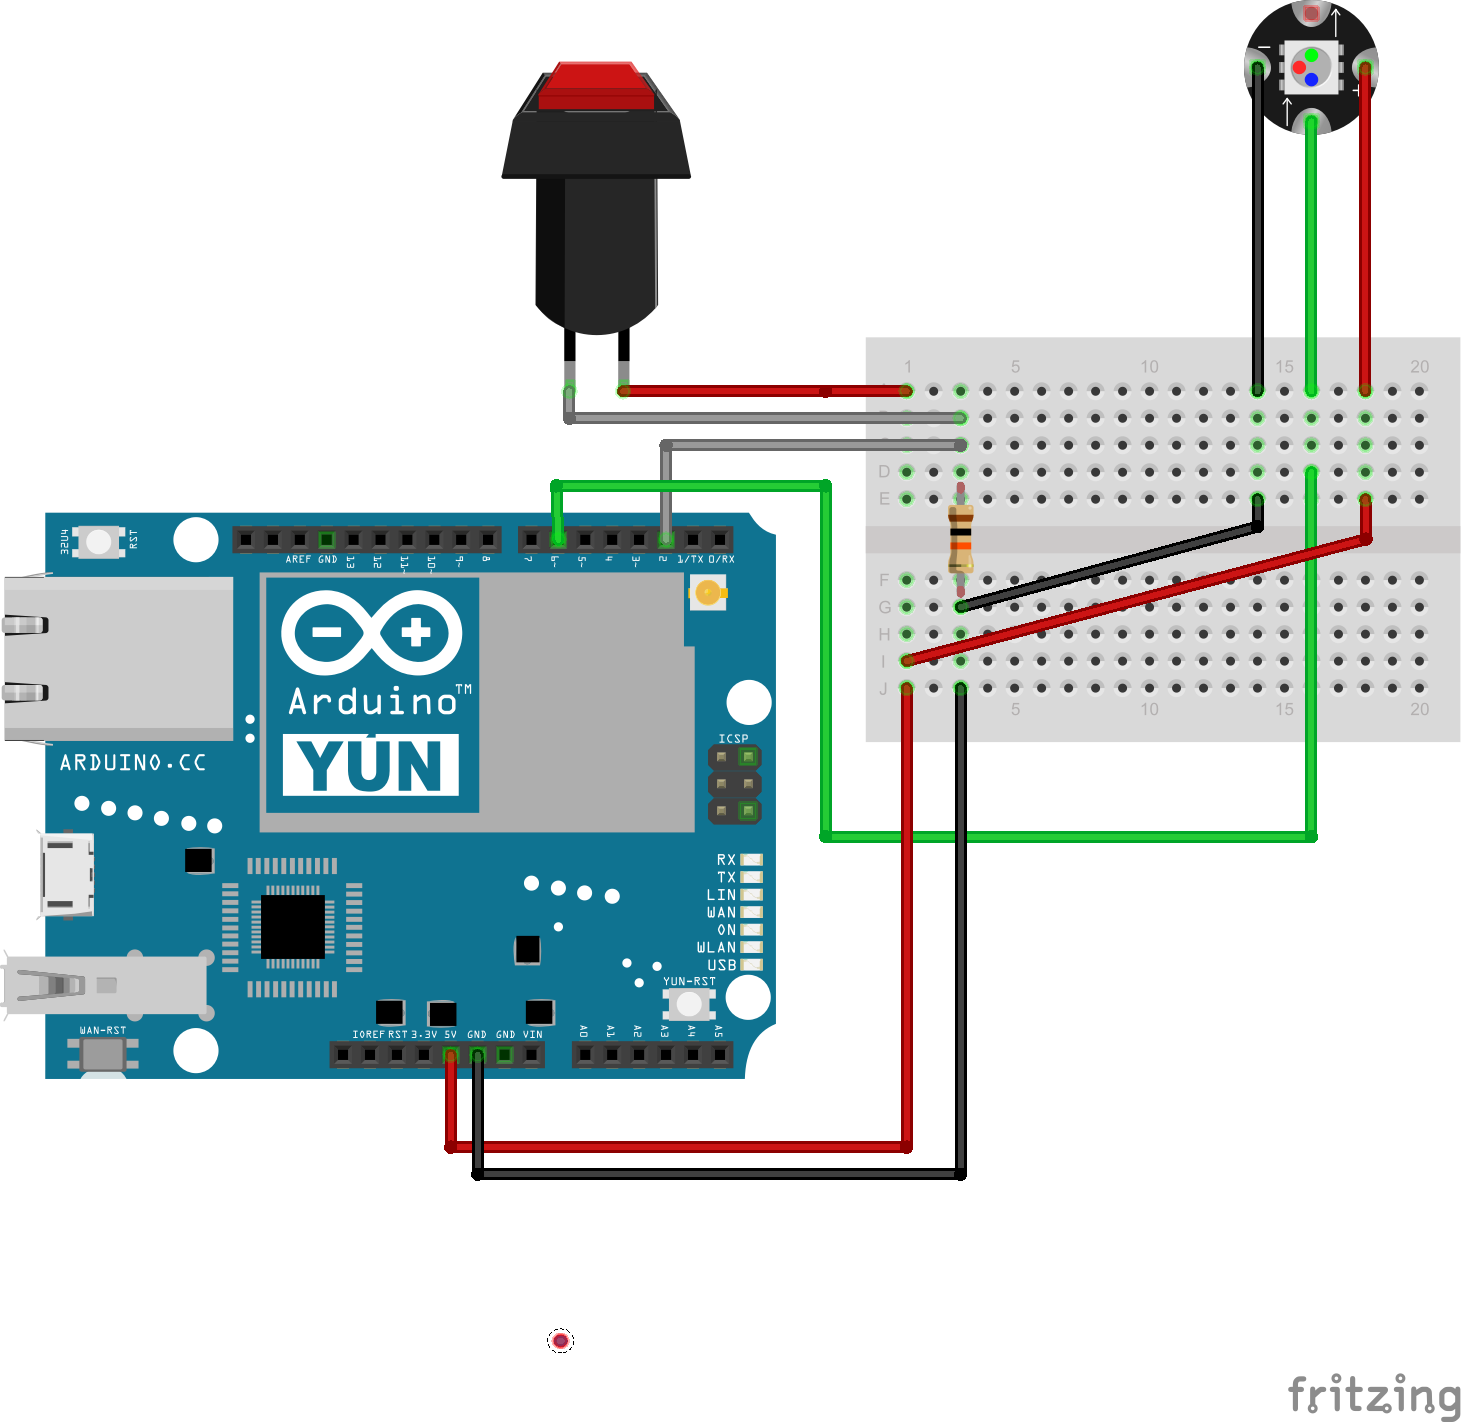 1 5 10 15 20
D
E
F
G
H
I
J
5 10 15 20
32U4 RST
AREF GND 13 12 11~ 10~ 9~ 8 7 6~ 5~ 4 3~ 2 1/TX 0/RX
Arduino™
YÚN
ARDUINO.CC
ICSP
RX
TX
LIN
WAN
ON
WLAN
USB
YUN-RST
WAN-RST
IOREF RST 3.3V 5V GND GND VIN A0 A1 A2 A3 A4 A5
fritzing